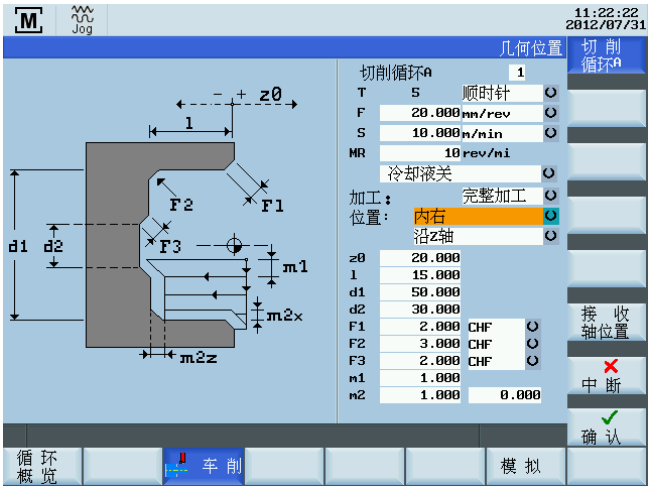 M
Jog
11:22:22
2012/07/31
几何位置
切 削
循环A
切削循环A 1
T 5 顺时针
F 20.000 mm/rev
S 10.000 m/min
MR 10 rev/mi
冷却液关
加工: 完整加工
位置: 内右
沿z轴
z0 20.000
l 15.000
d1 50.000
d2 30.000
F1 2.000 CHF
F2 3.000 CHF
F3 2.000 CHF
m1 1.000
m2 1.000 0.000
- + z0
l
F2
F1
F3
d1
d2
m1
m2x
m2z
接 收
轴位置
中 断
确 认
循 环
概 览
车 削
模 拟